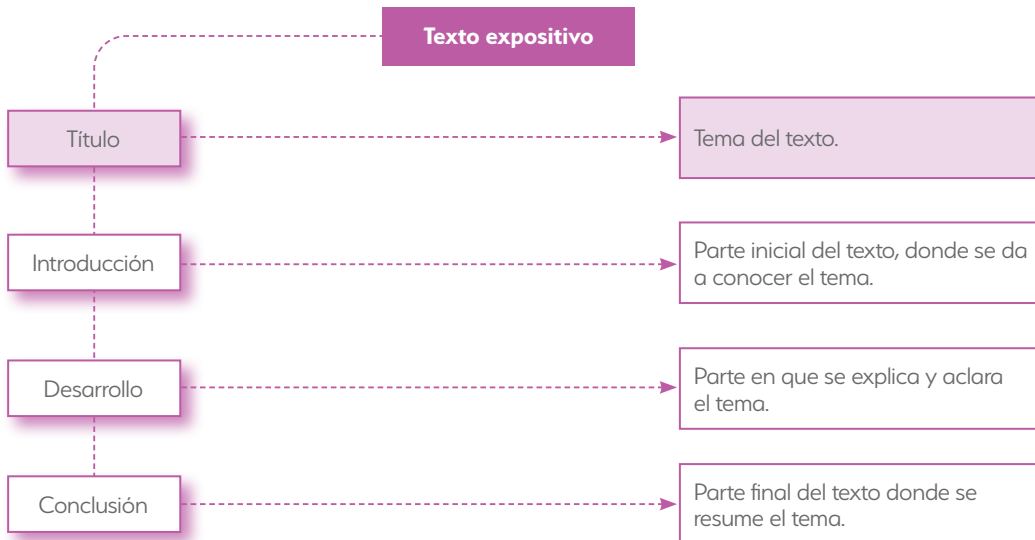 Texto expositivo
Título
Tema del texto.
Introducción
Parte inicial del texto, donde se da
a conocer el tema.
Desarrollo
Parte en que se explica y aclara
el tema.
Conclusión
Parte final del texto donde se
resume el tema.